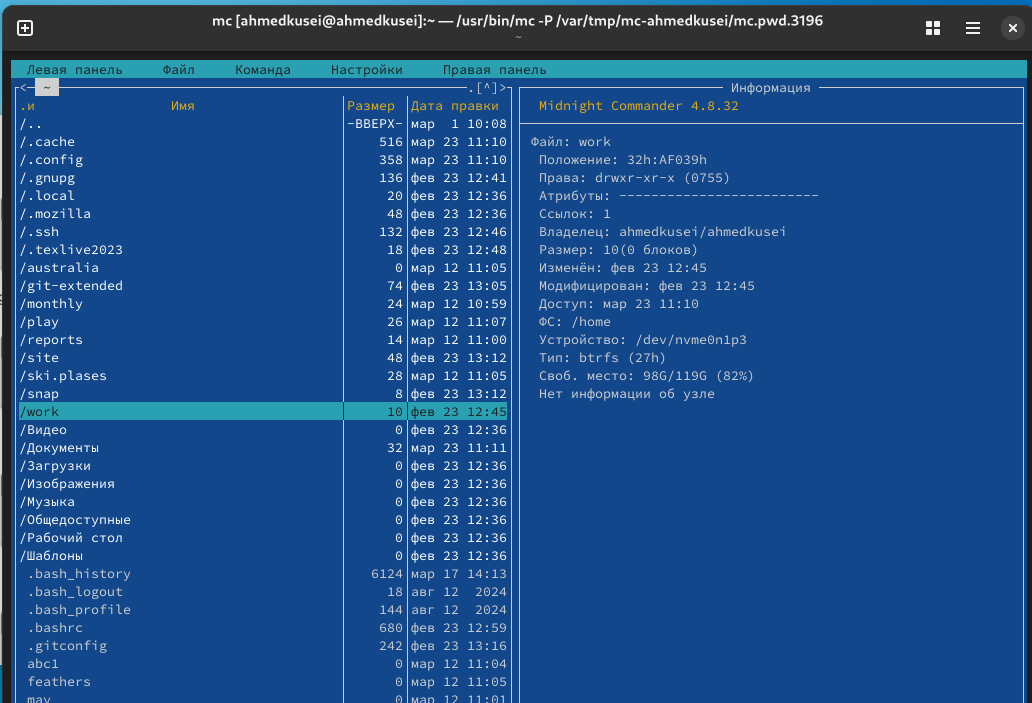 mc [ahmedkusei@ahmedkusei]:~ — /usr/bin/mc -P /var/tmp/mc-ahmedkusei/mc.pwd.3196
~
Левая панель Файл Команда Настройки Правая панель
<— ~ .[^]>
.и Имя Размер Дата правки
/.. -ВВЕРХ- мар 1 10:08
/.cache 516 мар 23 11:10
/.config 358 мар 23 11:10
/.gnupg 136 фев 23 12:41
/.local 20 фев 23 12:36
/.mozilla 48 фев 23 12:36
/.ssh 132 фев 23 12:46
/.texlive2023 18 фев 23 12:48
/australia 0 мар 12 11:05
/git-extended 74 фев 23 13:05
/monthly 24 мар 12 10:59
/play 26 мар 12 11:07
/reports 14 мар 12 11:00
/site 48 фев 23 13:12
/ski.plases 28 мар 12 11:05
/snap 8 фев 23 13:12
/work 10 фев 23 12:45
/Видео 0 фев 23 12:36
/Документы 32 мар 23 11:11
/Загрузки 0 фев 23 12:36
/Изображения 0 фев 23 12:36
/Музыка 0 фев 23 12:36
/Общедоступные 0 фев 23 12:36
/Рабочий стол 0 фев 23 12:36
/Шаблоны 0 фев 23 12:36
.bash_history 6124 мар 17 14:13
.bash_logout 18 авг 12 2024
.bash_profile 144 авг 12 2024
.bashrc 680 фев 23 12:59
.gitconfig 242 фев 23 13:16
abc1 0 мар 12 11:04
feathers 0 мар 12 11:05
may 0 мар 12 11:01
Информация
Midnight Commander 4.8.32
Файл: work
Положение: 32h:AF039h
Права: drwxr-xr-x (0755)
Атрибуты: -------------------------
Ссылок: 1
Владелец: ahmedkusei/ahmedkusei
Размер: 10(0 блоков)
Изменён: фев 23 12:45
Модифицирован: фев 23 12:45
Доступ: мар 23 11:10
ФС: /home
Устройство: /dev/nvme0n1p3
Тип: btrfs (27h)
Своб. место: 98G/119G (82%)
Нет информации об узле